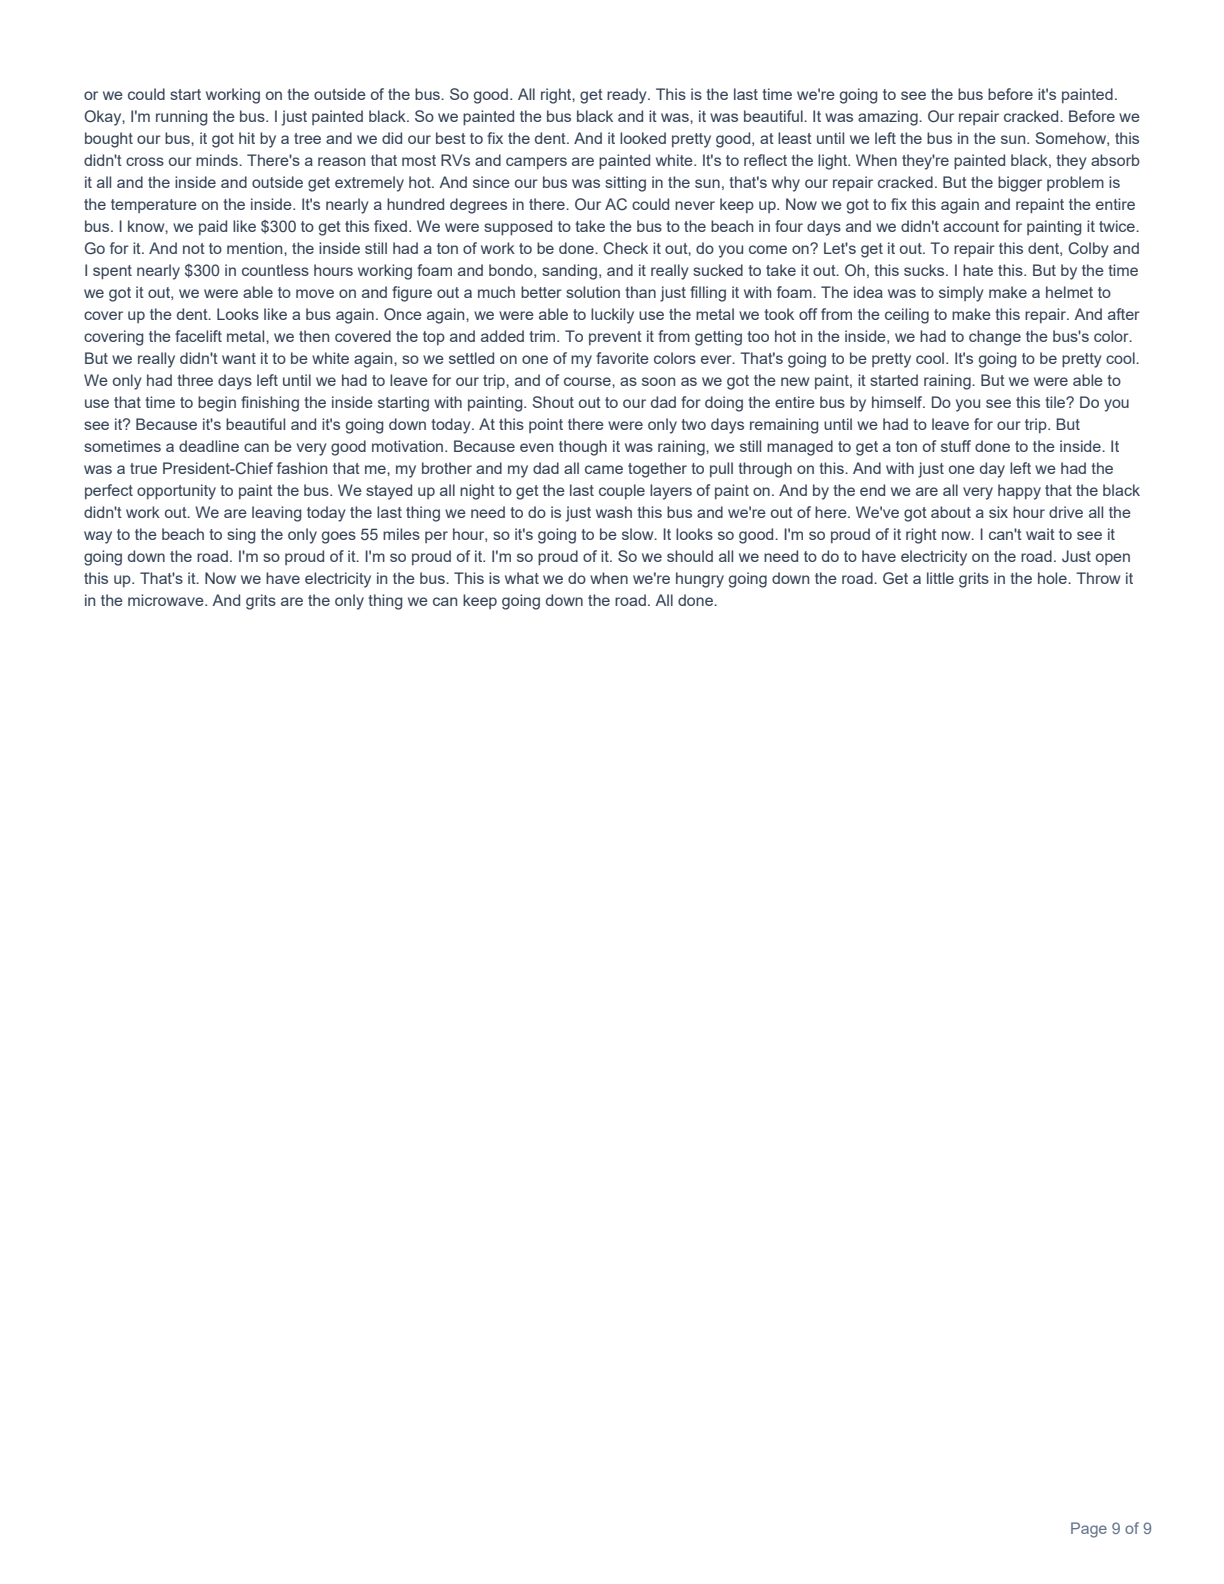 or we could start working on the outside of the bus. So good. All right, get ready. This is the last time we're going to see the bus before it's painted.
Okay, I'm running the bus. I just painted black. So we painted the bus black and it was, it was beautiful. It was amazing. Our repair cracked. Before we
bought our bus, it got hit by a tree and we did our best to fix the dent. And it looked pretty good, at least until we left the bus in the sun. Somehow, this
didn't cross our minds. There's a reason that most RVs and campers are painted white. It's to reflect the light. When they're painted black, they absorb
it all and the inside and outside get extremely hot. And since our bus was sitting in the sun, that's why our repair cracked. But the bigger problem is
the temperature on the inside. It's nearly a hundred degrees in there. Our AC could never keep up. Now we got to fix this again and repaint the entire
bus. I know, we paid like $300 to get this fixed. We were supposed to take the bus to the beach in four days and we didn't account for painting it twice.
Go for it. And not to mention, the inside still had a ton of work to be done. Check it out, do you come on? Let's get it out. To repair this dent, Colby and
I spent nearly $300 in countless hours working foam and bondo, sanding, and it really sucked to take it out. Oh, this sucks. I hate this. But by the time
we got it out, we were able to move on and figure out a much better solution than just filling it with foam. The idea was to simply make a helmet to
cover up the dent. Looks like a bus again. Once again, we were able to luckily use the metal we took off from the ceiling to make this repair. And after
covering the facelift metal, we then covered the top and added trim. To prevent it from getting too hot in the inside, we had to change the bus's color.
But we really didn't want it to be white again, so we settled on one of my favorite colors ever. That's going to be pretty cool. It's going to be pretty cool.
We only had three days left until we had to leave for our trip, and of course, as soon as we got the new paint, it started raining. But we were able to
use that time to begin finishing the inside starting with painting. Shout out to our dad for doing the entire bus by himself. Do you see this tile? Do you
see it? Because it's beautiful and it's going down today. At this point there were only two days remaining until we had to leave for our trip. But
sometimes a deadline can be very good motivation. Because even though it was raining, we still managed to get a ton of stuff done to the inside. It
was a true President-Chief fashion that me, my brother and my dad all came together to pull through on this. And with just one day left we had the
perfect opportunity to paint the bus. We stayed up all night to get the last couple layers of paint on. And by the end we are all very happy that the black
didn't work out. We are leaving today the last thing we need to do is just wash this bus and we're out of here. We've got about a six hour drive all the
way to the beach to sing the only goes 55 miles per hour, so it's going to be slow. It looks so good. I'm so proud of it right now. I can't wait to see it
going down the road. I'm so proud of it. I'm so proud of it. I'm so proud of it. So we should all we need to do to have electricity on the road. Just open
this up. That's it. Now we have electricity in the bus. This is what we do when we're hungry going down the road. Get a little grits in the hole. Throw it
in the microwave. And grits are the only thing we can keep going down the road. All done.
Page 9 of 9